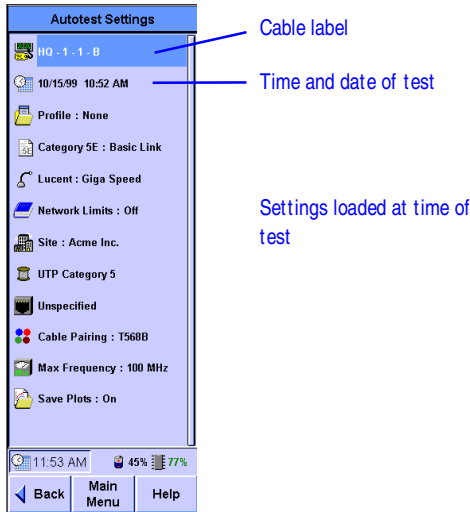 Autotest Settings
HQ - 1 - 1 - B
10/15/99 10:52 AM
Profile : None
5E
Category 5E : Basic Link
Lucent : Giga Speed
Network Limits : Off
Site : Acme Inc.
UTP Category 5
Unspecified
Cable Pairing : T568B
Max Frequency : 100 MHz
Save Plots : On
11:53 AM 45% 77%
Back
Main
Menu
Help
Cable label
Time and date of test
Settings loaded at time of
test